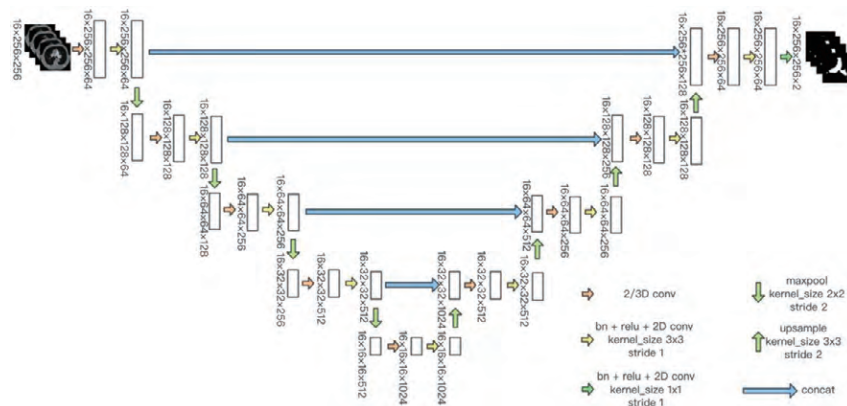 16×256×256
16×256×256×64
16×256×256×64
16×256×256×128
16×256×256×64
16×256×256×64
16×256×256×2
16×128×128×64
16×128×128×128
16×128×128×128
16×128×128×256
16×128×128×128
16×128×128×128
16×64×64×128
16×64×64×256
16×64×64×256
16×64×64×512
16×64×64×256
16×64×64×256
16×32×32×256
16×32×32×512
16×32×32×512
16×32×32×1024
16×32×32×512
16×32×32×512
16×16×16×512
16×16×16×1024
16×16×16×1024
2/3D conv
bn + relu + 2D conv
kernel_size 3x3
stride 1
bn + relu + 2D conv
kernel_size 1x1
stride 1
maxpool
kernel_size 2x2
stride 2
upsample
kernel_size 3x3
stride 2
concat